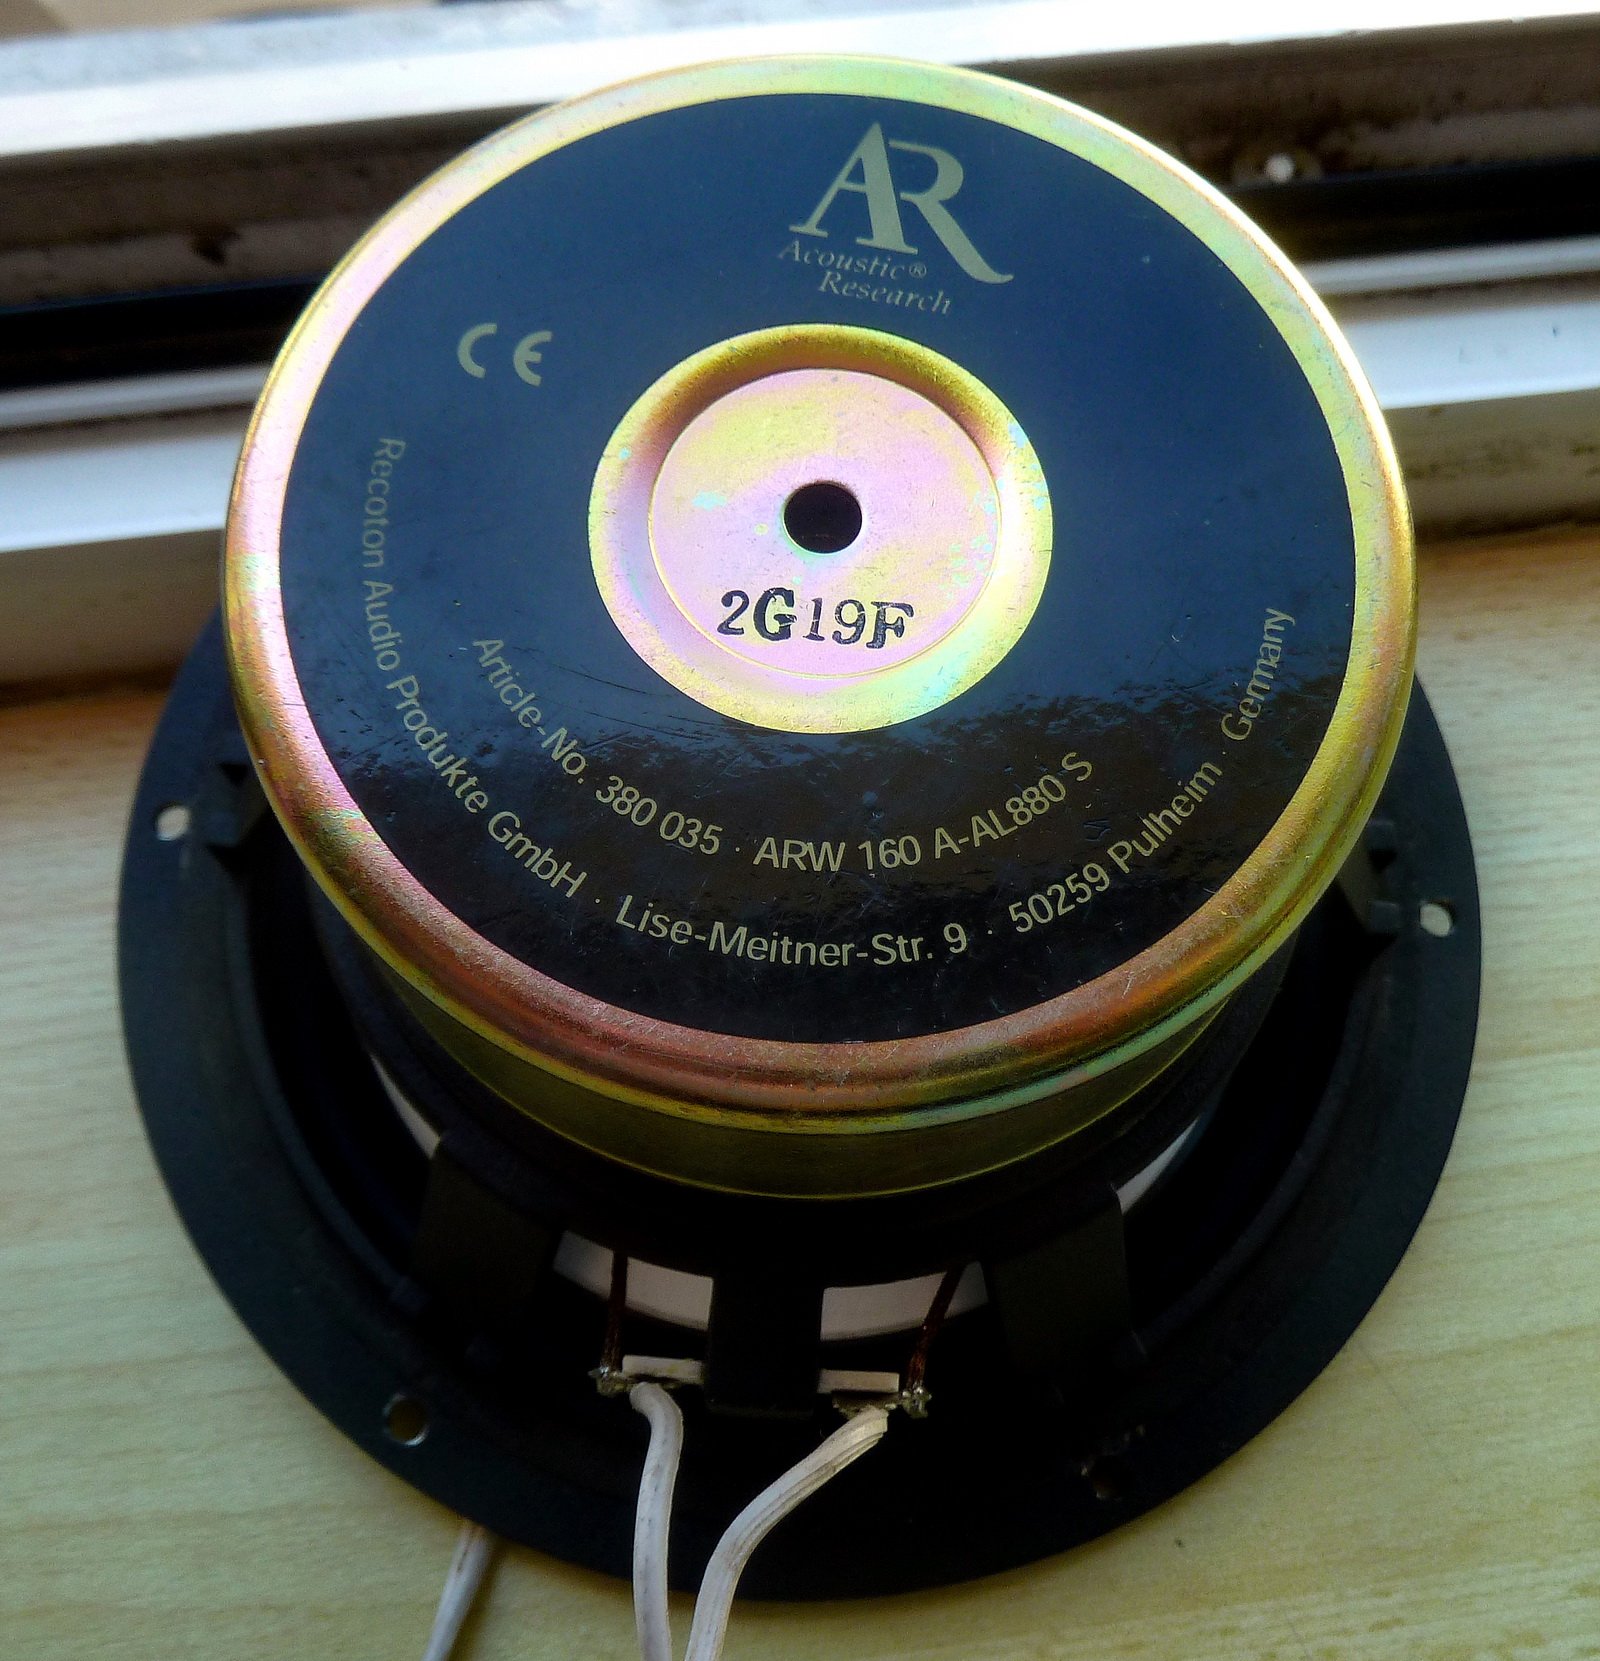 AR
Acoustic®
Research
CE
2G19F
Article-No. 380 035 · ARW 160 A-AL880 S
Recoton Audio Produkte GmbH · Lise-Meitner-Str. 9 · 50259 Pulheim · Germany